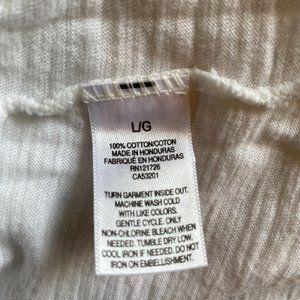 L/G
100% COTTON/COTON
MADE IN HONDURAS
FABRIQUÉ EN HONDURAS
RN121726
CA53201
TURN GARMENT INSIDE OUT.
MACHINE WASH COLD
WITH LIKE COLORS.
GENTLE CYCLE. ONLY
NON-CHLORINE BLEACH WHEN
NEEDED. TUMBLE DRY LOW.
COOL IRON IF NEEDED. DO NOT
IRON ON EMBELLISHMENT.